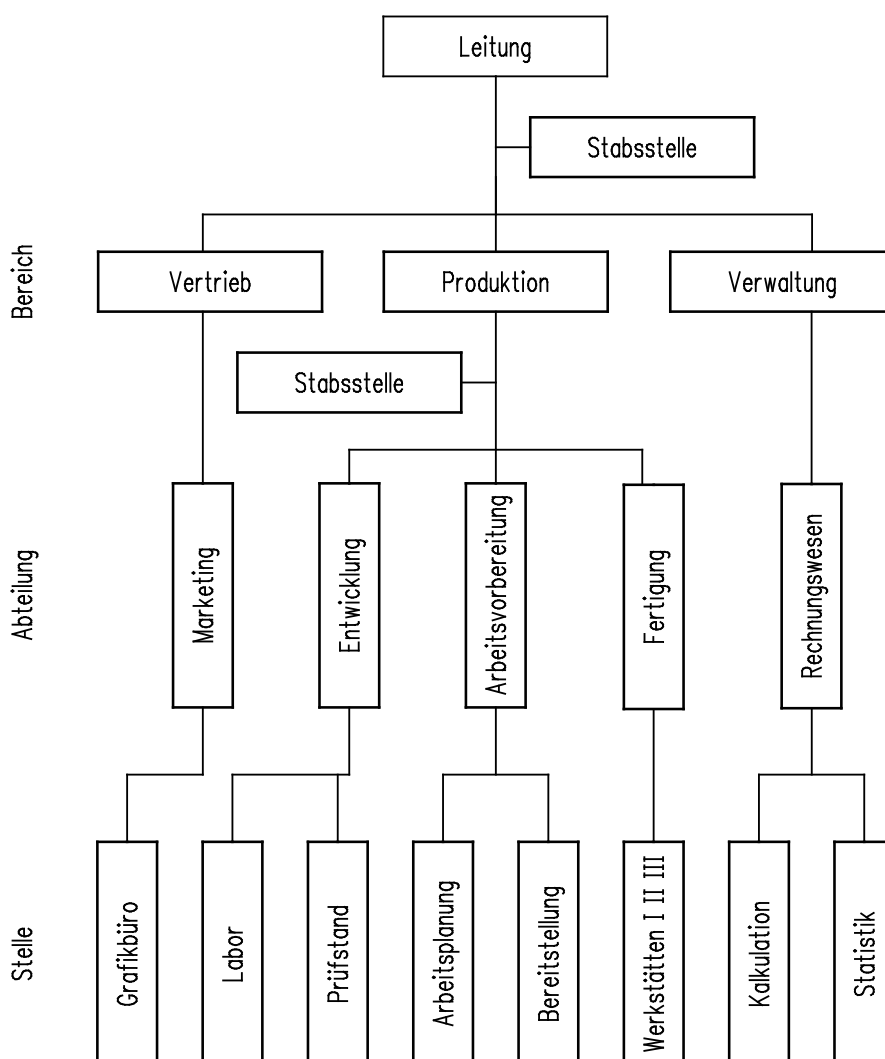 Leitung
Stabsstelle
Bereich
Vertrieb
Produktion
Verwaltung
Stabsstelle
Abteilung
Marketing
Entwicklung
Arbeitsvorbereitung
Fertigung
Rechnungswesen
Stelle
Grafikbüro
Labor
Prüfstand
Arbeitsplanung
Bereitstellung
Werkstätten I II III
Kalkulation
Statistik